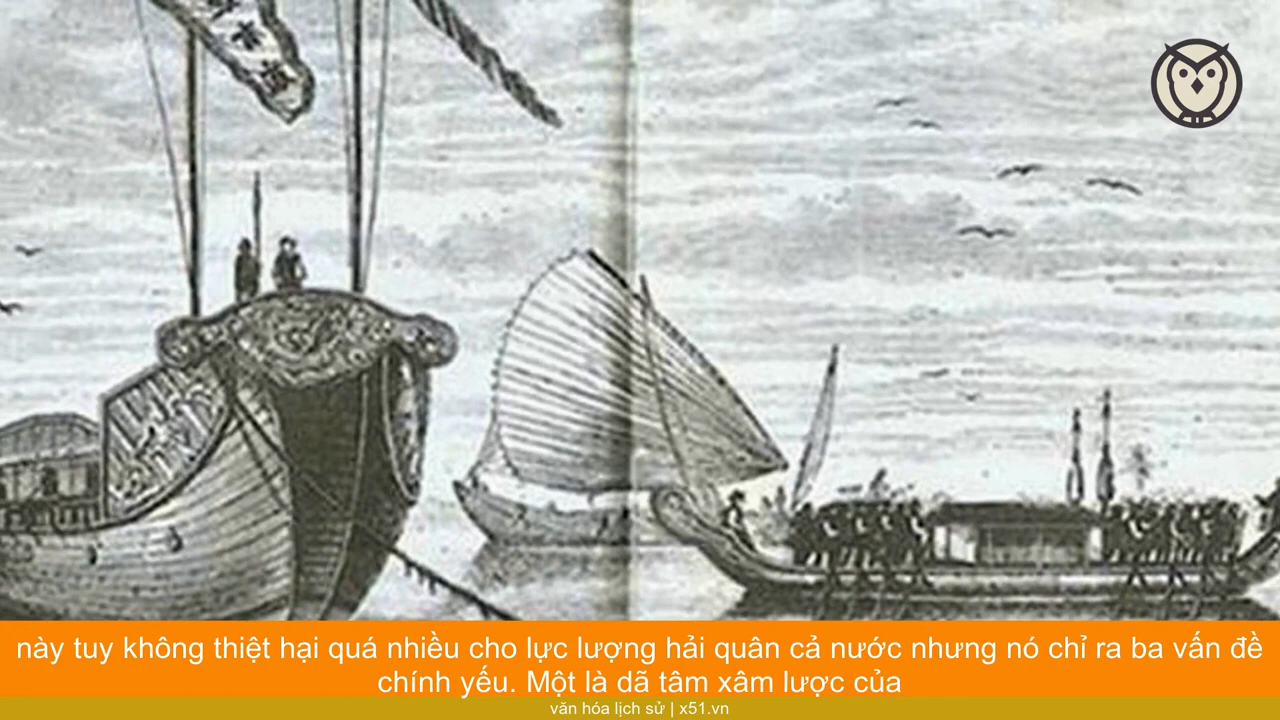 này tuy không thiệt hại quá nhiều cho lực lượng hải quân cả nước nhưng nó chỉ ra ba vấn đề
chính yếu. Một là dã tâm xâm lược của
văn hóa lịch sử | x51.vn